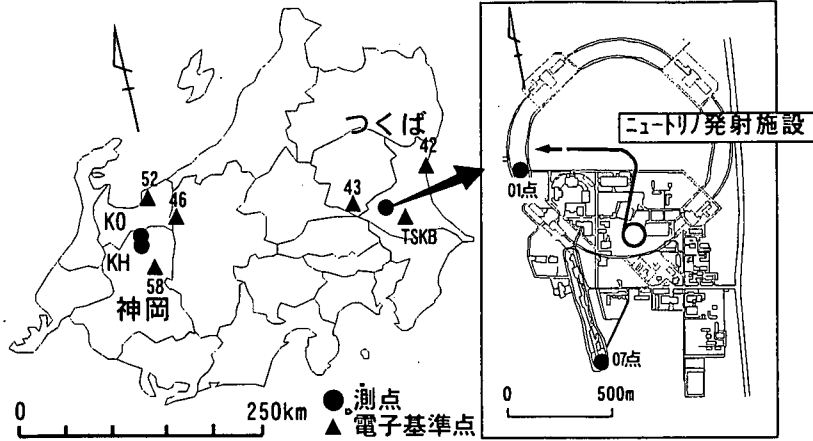 つくば
42
52
46
43
KO
TSKB
KH
58
神岡
0
250km
●測点
▲電子基準点
ニュートリノ発射施設
01点
07点
0
500m